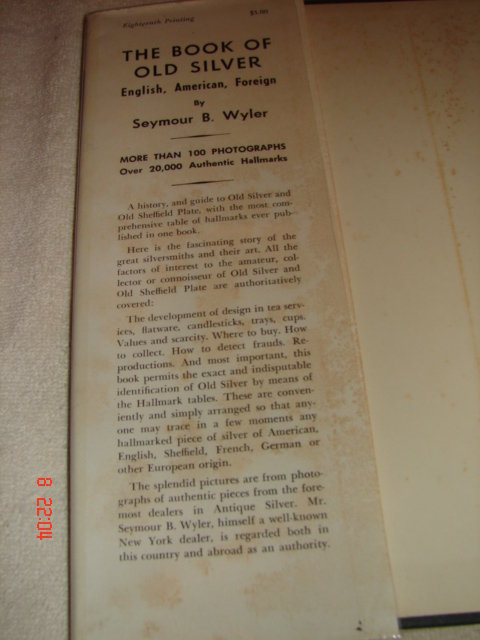 Eighteenth Printing
$5.00
THE BOOK OF
OLD SILVER
English, American, Foreign
By
Seymour B. Wyler
MORE THAN 100 PHOTOGRAPHS
Over 20,000 Authentic Hallmarks
A history, and guide to Old Silver and
Old Sheffield Plate, with the most com-
prehensive table of hallmarks ever pub-
lished in one book.
Here is the fascinating story of the
great silversmiths and their art. All the
factors of interest to the amateur, col-
lector or connoisseur of Old Silver and
Old Sheffield Plate are authoritatively
covered:
The development of design in tea serv-
ices, flatware, candlesticks, trays, cups.
Values and scarcity. Where to buy. How
to collect. How to detect frauds. Re-
productions. And most important, this
book permits the exact and indisputable
identification of Old Silver by means of
the Hallmark tables. These are conven-
iently and simply arranged so that any-
one may trace in a few moments any
hallmarked piece of silver of American,
English, Sheffield, French, German or
other European origin.
The splendid pictures are from photo-
graphs of authentic pieces from the fore-
most dealers in Antique Silver. Mr.
Seymour B. Wyler, himself a well-known
New York dealer, is regarded both in
this country and abroad as an authority.
8 22:04